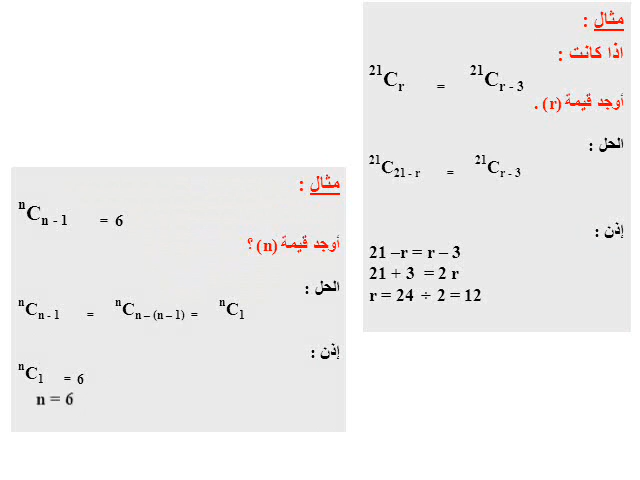 مثال :
اذا كانت :
²¹Cᵣ = ²¹Cᵣ₋₃
أوجد قيمة (r) .
الحل :
²¹C₂₁₋ᵣ = ²¹Cᵣ₋₃
إذن :
21 –r = r – 3
21 + 3 = 2 r
r = 24 ÷ 2 = 12
مثال :
ⁿCₙ₋₁ = 6
أوجد قيمة (n) ؟
الحل :
ⁿCₙ₋₁ = ⁿCₙ₋₍ₙ₋₁₎ = ⁿC₁
إذن :
ⁿC₁ = 6
n = 6